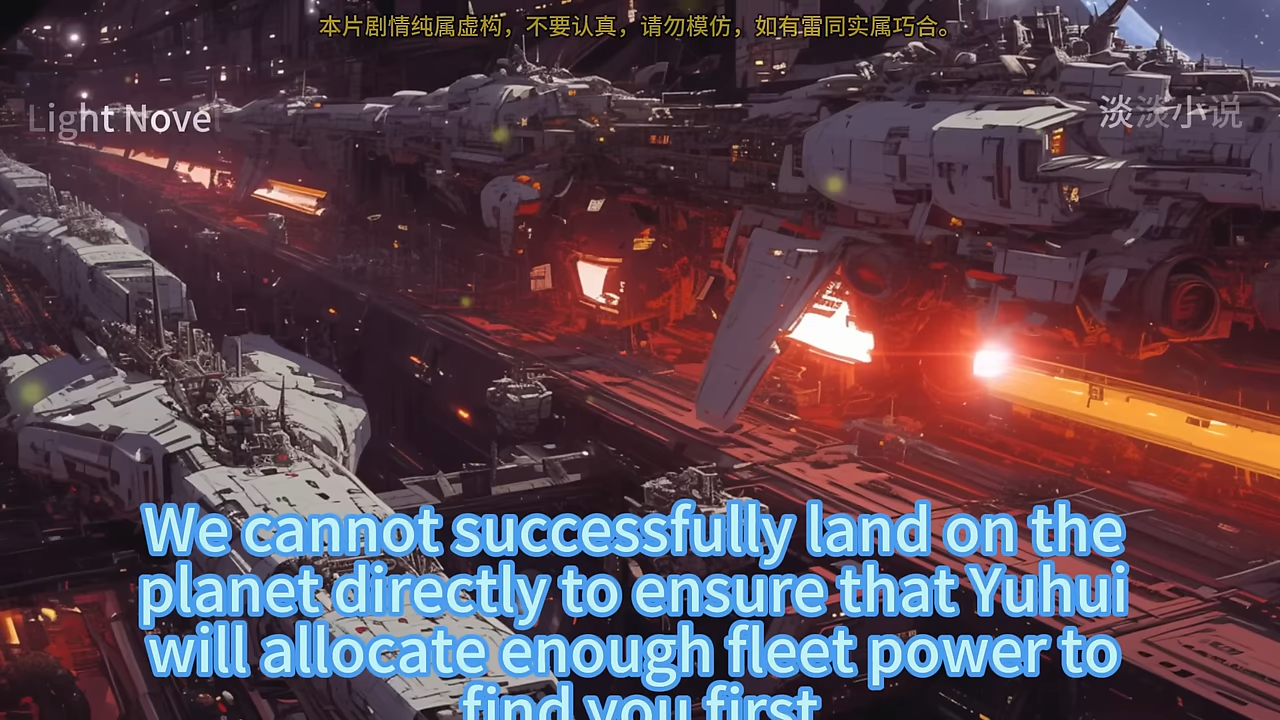 本片剧情纯属虚构，不要认真，请勿模仿，如有雷同实属巧合。
Light Novel
淡淡小说
We cannot successfully land on the
planet directly to ensure that Yuhui
will allocate enough fleet power to
find you first